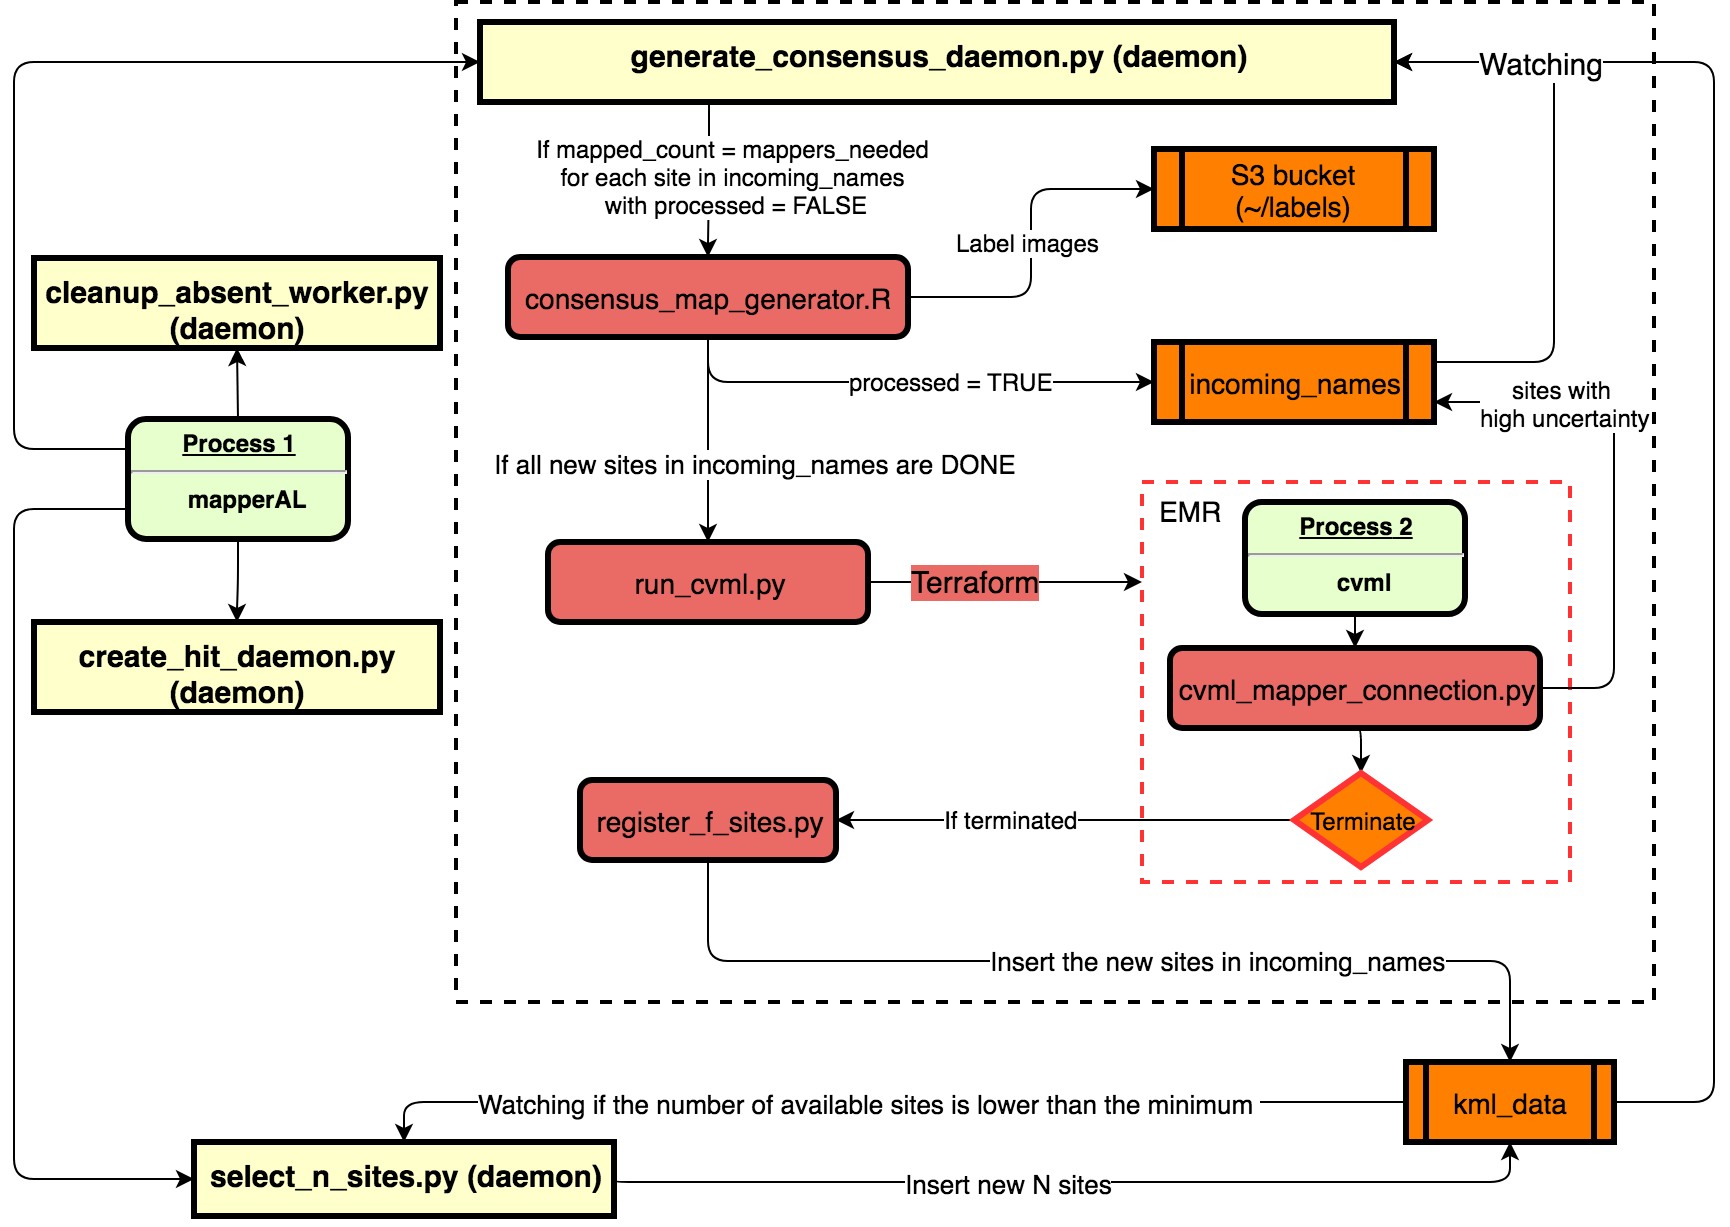 generate_consensus_daemon.py (daemon)
Watching
If mapped_count = mappers_needed
for each site in incoming_names
with processed = FALSE
S3 bucket
(~/labels)
Label images
consensus_map_generator.R
cleanup_absent_worker.py
(daemon)
processed = TRUE
incoming_names
sites with
high uncertainty
Process 1
mapperAL
If all new sites in incoming_names are DONE
EMR
Process 2
cvml
run_cvml.py
Terraform
create_hit_daemon.py
(daemon)
cvml_mapper_connection.py
register_f_sites.py
If terminated
Terminate
Insert the new sites in incoming_names
Watching if the number of available sites is lower than the minimum
kml_data
select_n_sites.py (daemon)
Insert new N sites